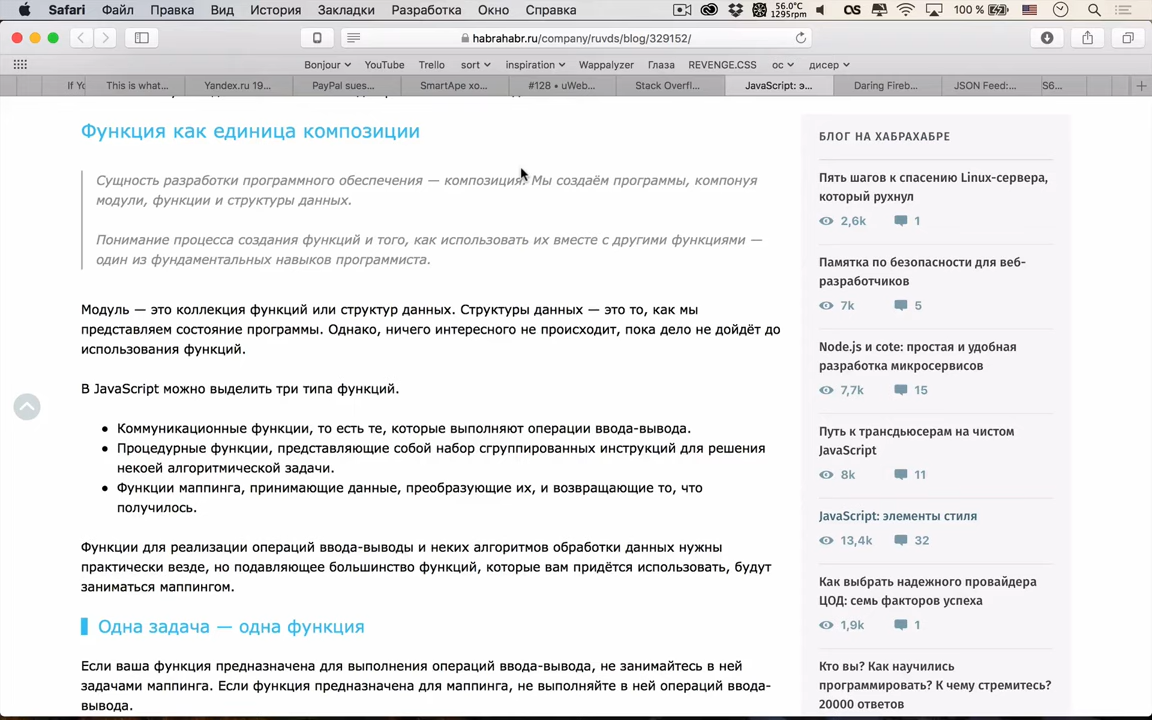 Safari Файл Правка Вид История Закладки Разработка Окно Справка 56.0°C 1295rpm 100 %
habrahabr.ru/company/ruvds/blog/329152/
Bonjour YouTube Trello sort inspiration Wappalyzer Глаза REVENGE.CSS ос дисер
If Yo This is what... Yandex.ru 19... PayPal sues... SmartApe хо... #128 • uWeb... Stack Overfl... JavaScript: э... Daring Fireb... JSON Feed:... S6...
Функция как единица композиции
Сущность разработки программного обеспечения — композиция. Мы создаём программы, компонуя
модули, функции и структуры данных.
Понимание процесса создания функций и того, как использовать их вместе с другими функциями —
один из фундаментальных навыков программиста.
Модуль — это коллекция функций или структур данных. Структуры данных — это то, как мы
представляем состояние программы. Однако, ничего интересного не происходит, пока дело не дойдёт до
использования функций.
В JavaScript можно выделить три типа функций.
Коммуникационные функции, то есть те, которые выполняют операции ввода-вывода.
Процедурные функции, представляющие собой набор сгруппированных инструкций для решения
некоей алгоритмической задачи.
Функции маппинга, принимающие данные, преобразующие их, и возвращающие то, что
получилось.
Функции для реализации операций ввода-выводы и неких алгоритмов обработки данных нужны
практически везде, но подавляющее большинство функций, которые вам придётся использовать, будут
заниматься маппингом.
Одна задача — одна функция
Если ваша функция предназначена для выполнения операций ввода-вывода, не занимайтесь в ней
задачами маппинга. Если функция предназначена для маппинга, не выполняйте в ней операций ввода-
вывода.
БЛОГ НА ХАБРАХАБРЕ
Пять шагов к спасению Linux-сервера,
который рухнул
2,6k 1
Памятка по безопасности для веб-
разработчиков
7k 5
Node.js и cote: простая и удобная
разработка микросервисов
7,7k 15
Путь к трансдьюсерам на чистом
JavaScript
8k 11
JavaScript: элементы стиля
13,4k 32
Как выбрать надежного провайдера
ЦОД: семь факторов успеха
1,9k 1
Кто вы? Как научились
программировать? К чему стремитесь?
20000 ответов